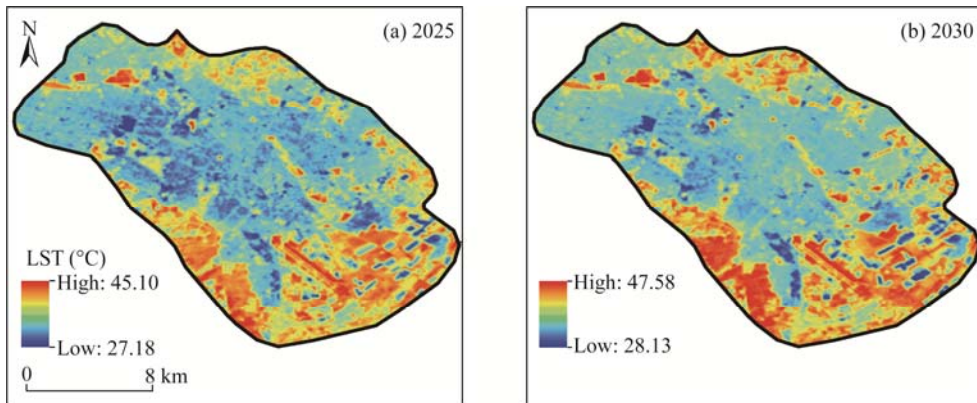 N
(a) 2025
LST (°C)
High: 45.10
Low: 27.18
0 8 km
(b) 2030
High: 47.58
Low: 28.13